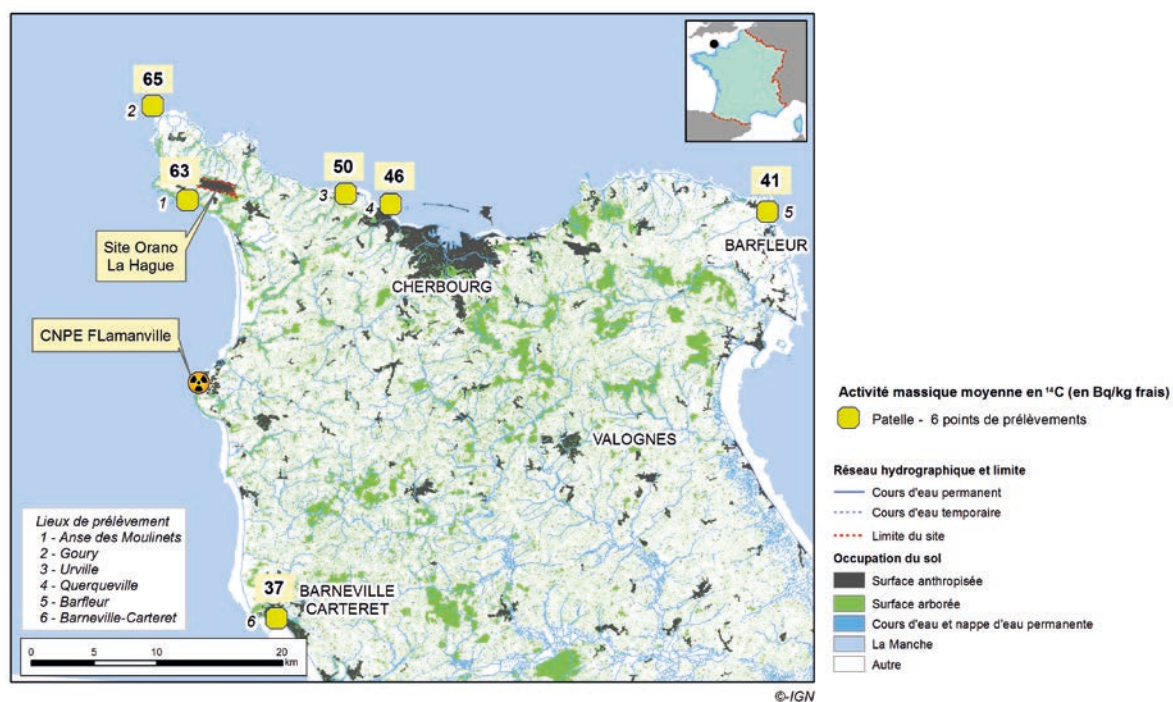 65
2
63
1
50
3
46
4
41
5
Site Orano
La Hague
BARFLEUR
CHERBOURG
CNPE FLamanville
VALOGNES
Lieux de prélèvement
1 - Anse des Moulinets
2 - Goury
3 - Urville
4 - Querqueville
5 - Barfleur
6 - Barneville-Carteret
37
6
BARNEVILLE
CARTERET
0 5 10 20
km
Activité massique moyenne en ¹⁴C (en Bq/kg frais)
Patelle - 6 points de prélèvements
Réseau hydrographique et limite
Cours d'eau permanent
Cours d'eau temporaire
Limite du site
Occupation du sol
Surface anthropisée
Surface arborée
Cours d'eau et nappe d'eau permanente
La Manche
Autre
©-IGN